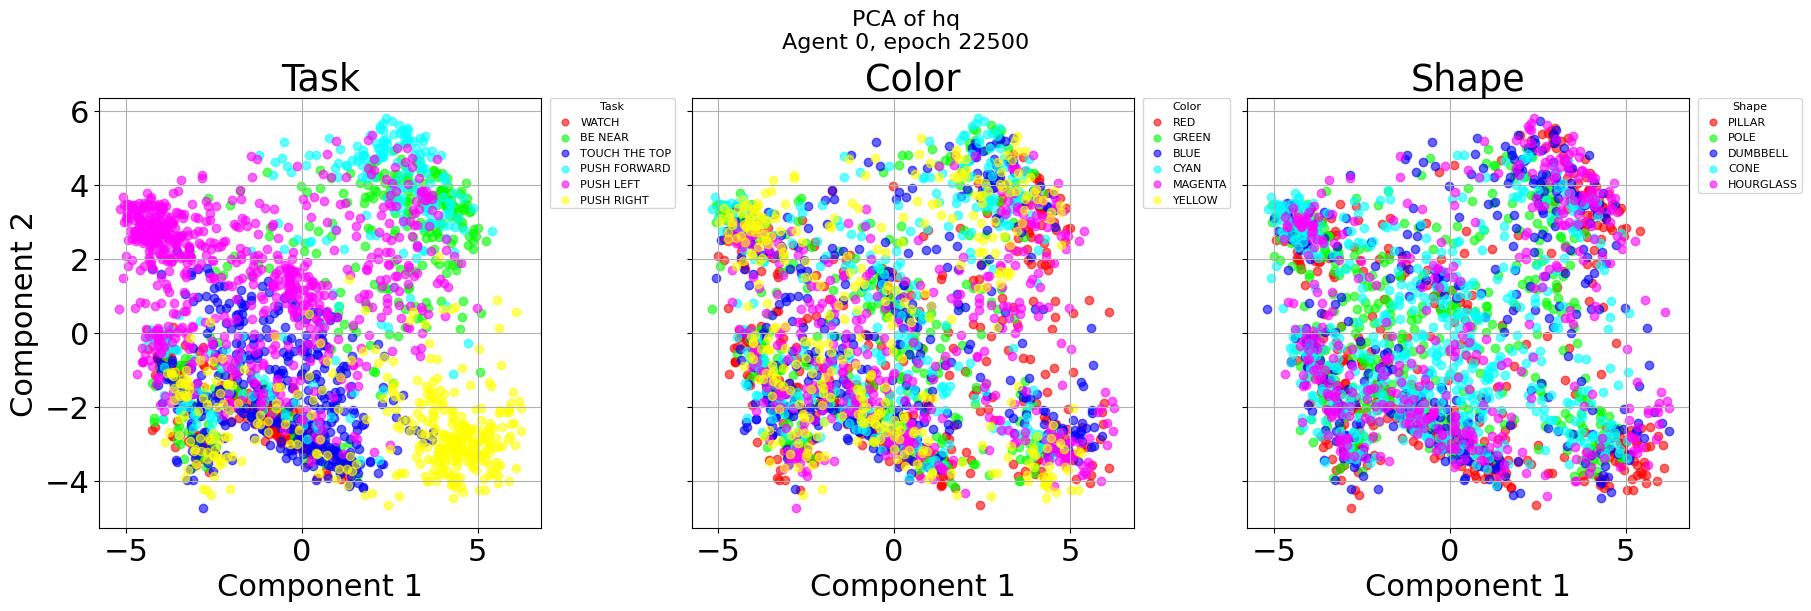 PCA of hq
Agent 0, epoch 22500
Task
Component 2
6
4
2
0
−2
−4
−5
0
5
Component 1
Task
WATCH
BE NEAR
TOUCH THE TOP
PUSH FORWARD
PUSH LEFT
PUSH RIGHT
Color
−5
0
5
Component 1
Color
RED
GREEN
BLUE
CYAN
MAGENTA
YELLOW
Shape
−5
0
5
Component 1
Shape
PILLAR
POLE
DUMBBELL
CONE
HOURGLASS